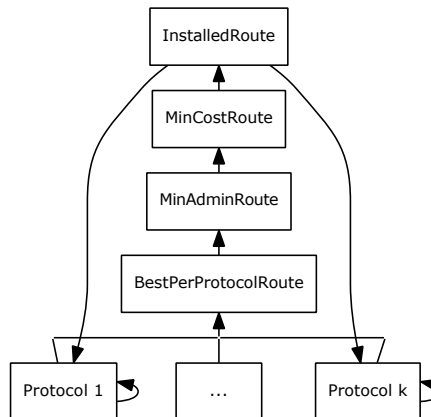 InstalledRoute
MinCostRoute
MinAdminRoute
BestPerProtocolRoute
Protocol 1
...
Protocol k